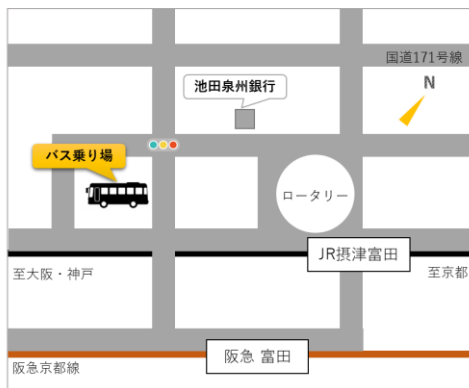 国道171号線
N
池田泉州銀行
バス乗り場
ロータリー
JR摂津富田
至大阪・神戸
至京都
阪急 富田
阪急京都線